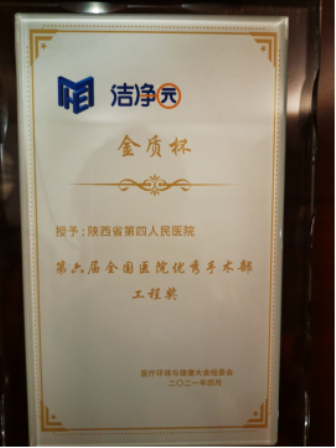 洁净园
金质杯
授予：陕西省第四人民医院
第六届全国医院优秀手术部
工程奖
医疗环境与健康大会组委会
二〇二一年四月